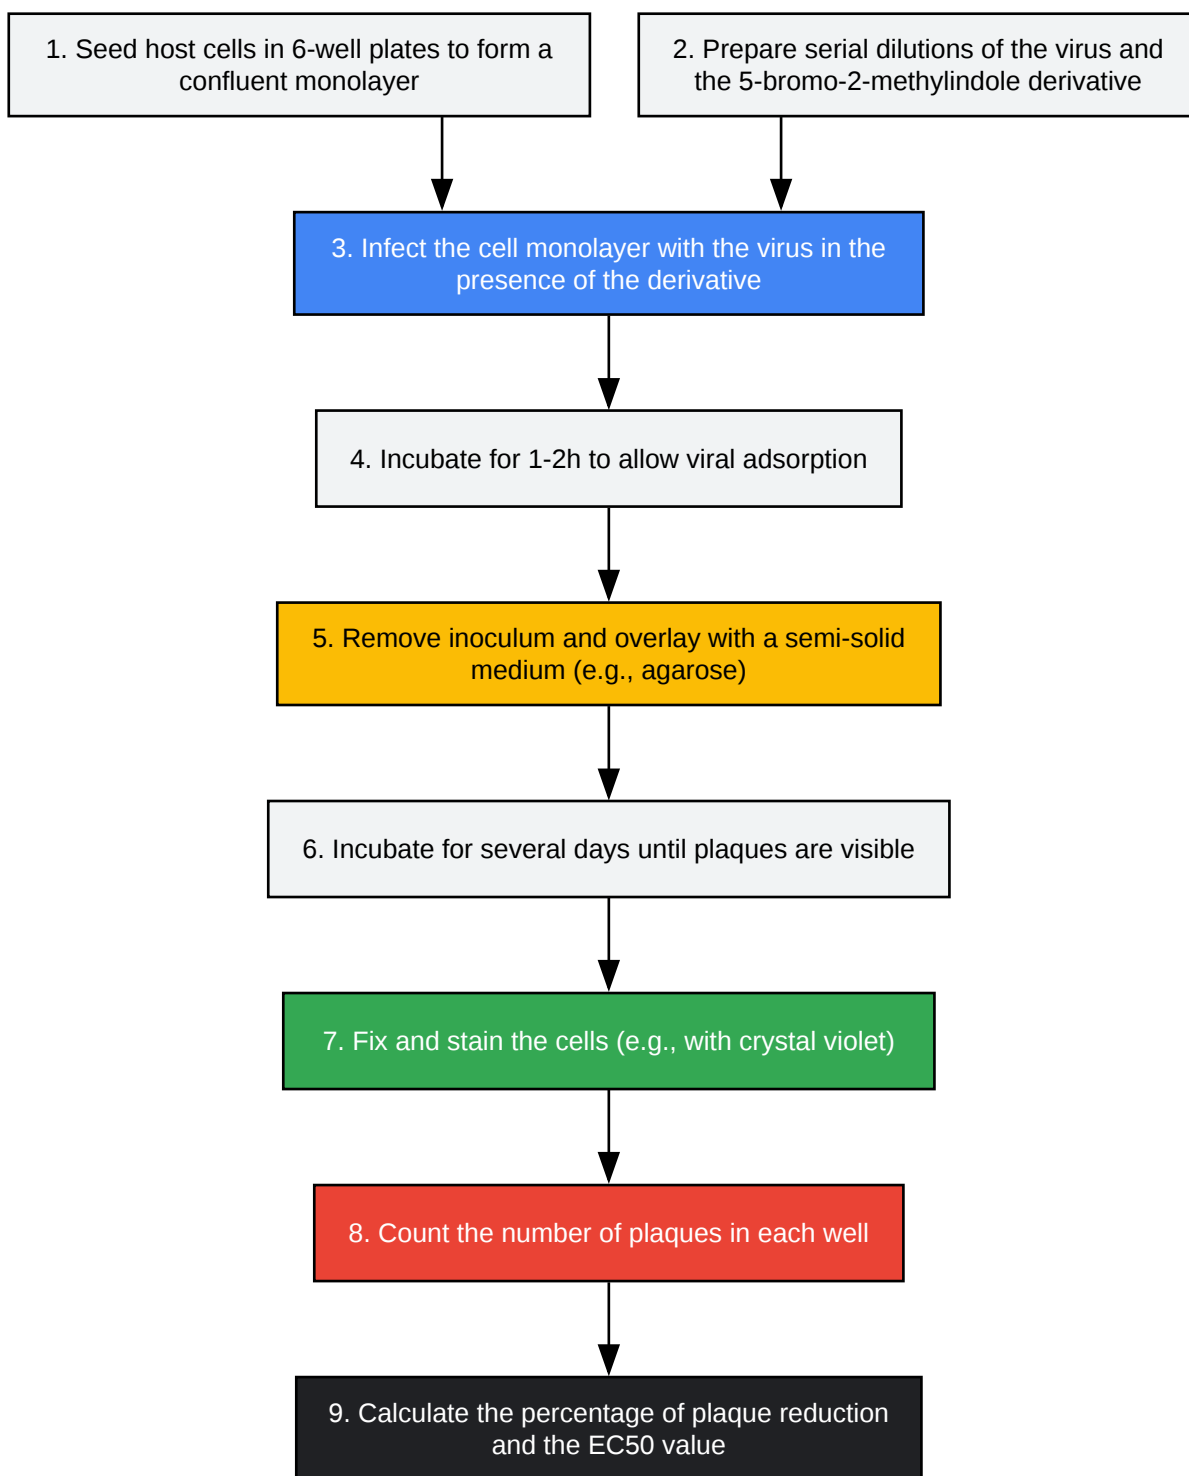 1. Seed host cells in 6-well plates to form a
confluent monolayer
2. Prepare serial dilutions of the virus and
the 5-bromo-2-methylindole derivative
3. Infect the cell monolayer with the virus in the
presence of the derivative
4. Incubate for 1-2h to allow viral adsorption
5. Remove inoculum and overlay with a semi-solid
medium (e.g., agarose)
6. Incubate for several days until plaques are visible
7. Fix and stain the cells (e.g., with crystal violet)
8. Count the number of plaques in each well
9. Calculate the percentage of plaque reduction
and the EC50 value